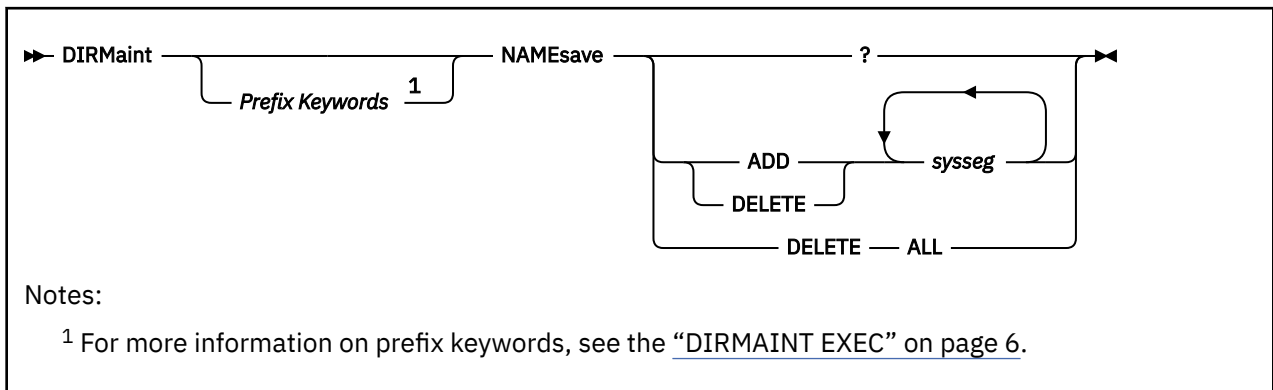 DIRMaint
Prefix Keywords 1
NAMEsave
?
ADD
DELETE
sysseg
DELETE ALL
Notes:
1 For more information on prefix keywords, see the “DIRMAINT EXEC” on page 6.